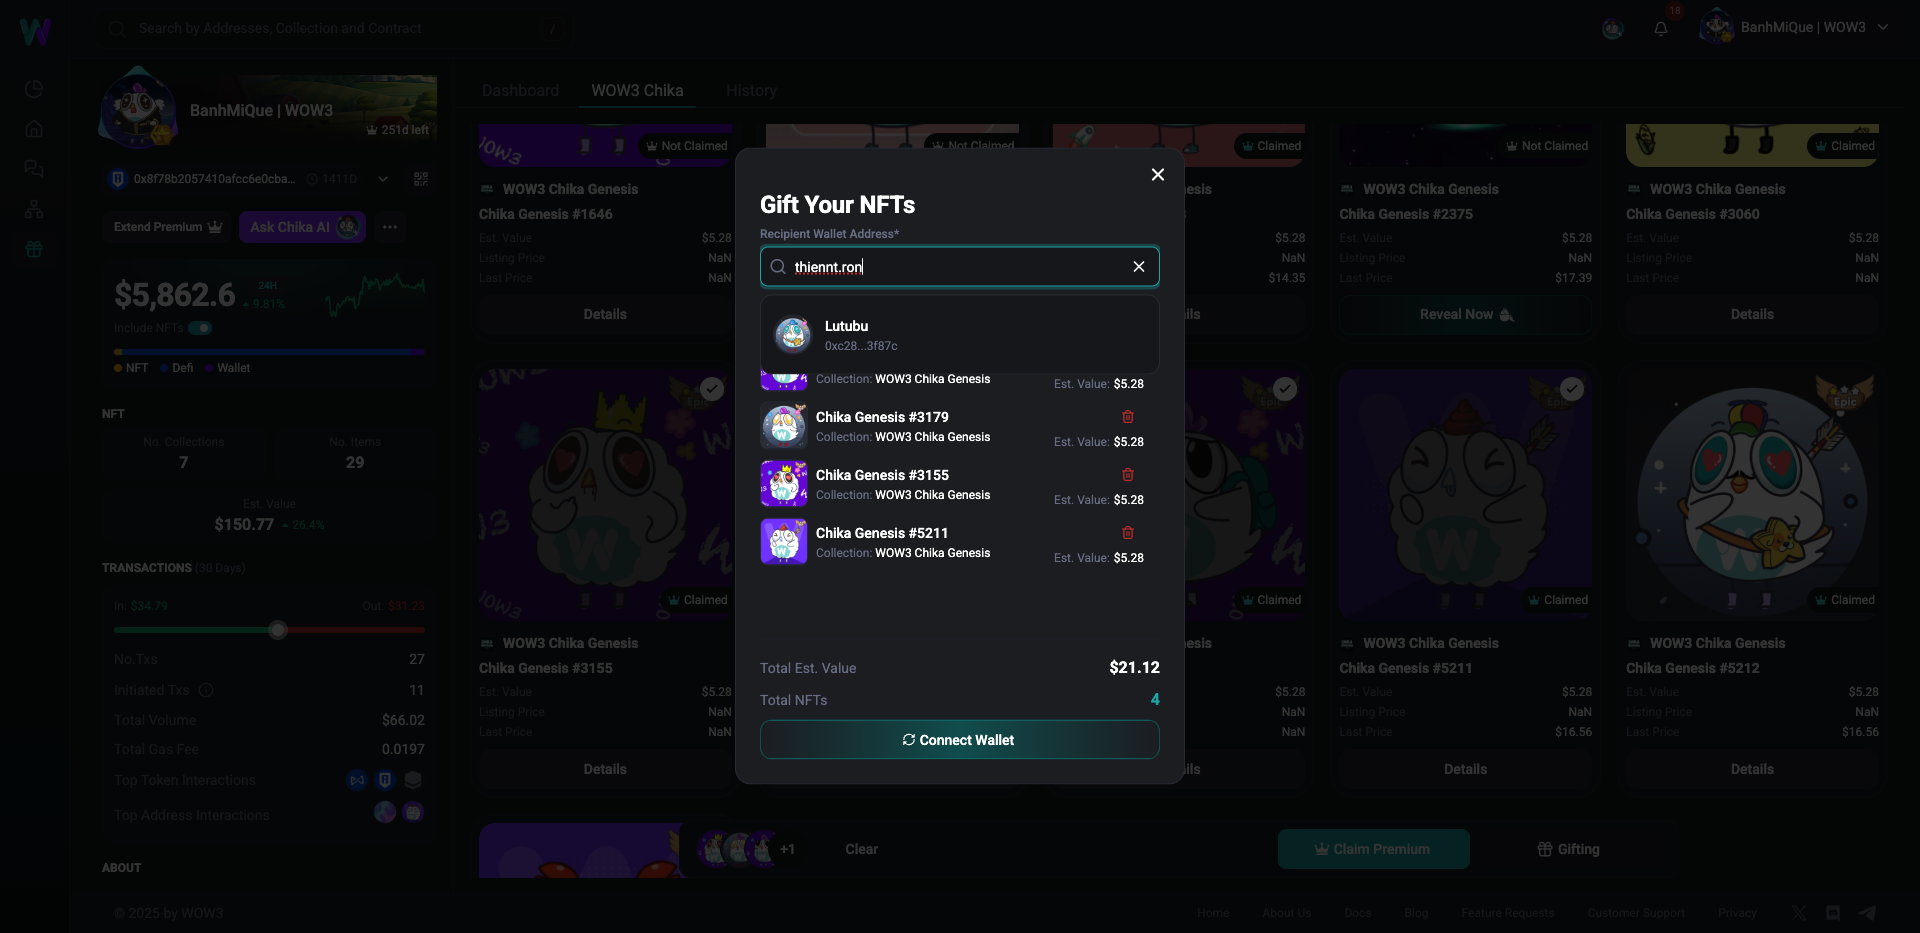 Search by Addresses, Collection and Contract
/
18
BanhMiQue | WOW3
BanhMiQue | WOW3
251d left
0x8f78b2057410afcc6e0cba...
1411D
Extend Premium
Ask Chika AI
$5,862.6
24H
9.81%
Include NFTs
NFT
Defi
Wallet
NFT
No. Collections
7
No. Items
29
Est. Value
$150.77
26.4%
TRANSACTIONS (30 Days)
In: $34.79
Out: $31.23
No.Txs
27
Initiated Txs
11
Total Volume
$66.02
Total Gas Fee
0.0197
Top Token Interactions
Top Address Interactions
ABOUT
© 2025 by WOW3
Dashboard
WOW3 Chika
History
Not Claimed
Not Claimed
Claimed
Not Claimed
Claimed
WOW3 Chika Genesis
Chika Genesis #1646
Est. Value
$5.28
Listing Price
NaN
Last Price
NaN
Details
$5.28
NaN
$14.35
WOW3 Chika Genesis
Chika Genesis #2375
Est. Value
$5.28
Listing Price
NaN
Last Price
$17.39
Reveal Now
WOW3 Chika Genesis
Chika Genesis #3060
Est. Value
$5.28
Listing Price
NaN
Last Price
NaN
Details
Epic
Epic
Claimed
Claimed
Claimed
Claimed
WOW3 Chika Genesis
Chika Genesis #3155
Est. Value
$5.28
Listing Price
NaN
Last Price
NaN
Details
$5.28
NaN
NaN
WOW3 Chika Genesis
Chika Genesis #5211
Est. Value
$5.28
Listing Price
NaN
Last Price
$16.56
Details
WOW3 Chika Genesis
Chika Genesis #5212
Est. Value
$5.28
Listing Price
NaN
Last Price
$16.56
Details
Gift Your NFTs
Recipient Wallet Address*
thiennt.ron
Lutubu
0xc28...3f87c
Collection: WOW3 Chika Genesis
Est. Value: $5.28
Chika Genesis #3179
Collection: WOW3 Chika Genesis
Est. Value: $5.28
Chika Genesis #3155
Collection: WOW3 Chika Genesis
Est. Value: $5.28
Chika Genesis #5211
Collection: WOW3 Chika Genesis
Est. Value: $5.28
Total Est. Value
$21.12
Total NFTs
4
Connect Wallet
+1
Clear
Claim Premium
Gifting
Home
About Us
Docs
Blog
Feature Requests
Customer Support
Privacy